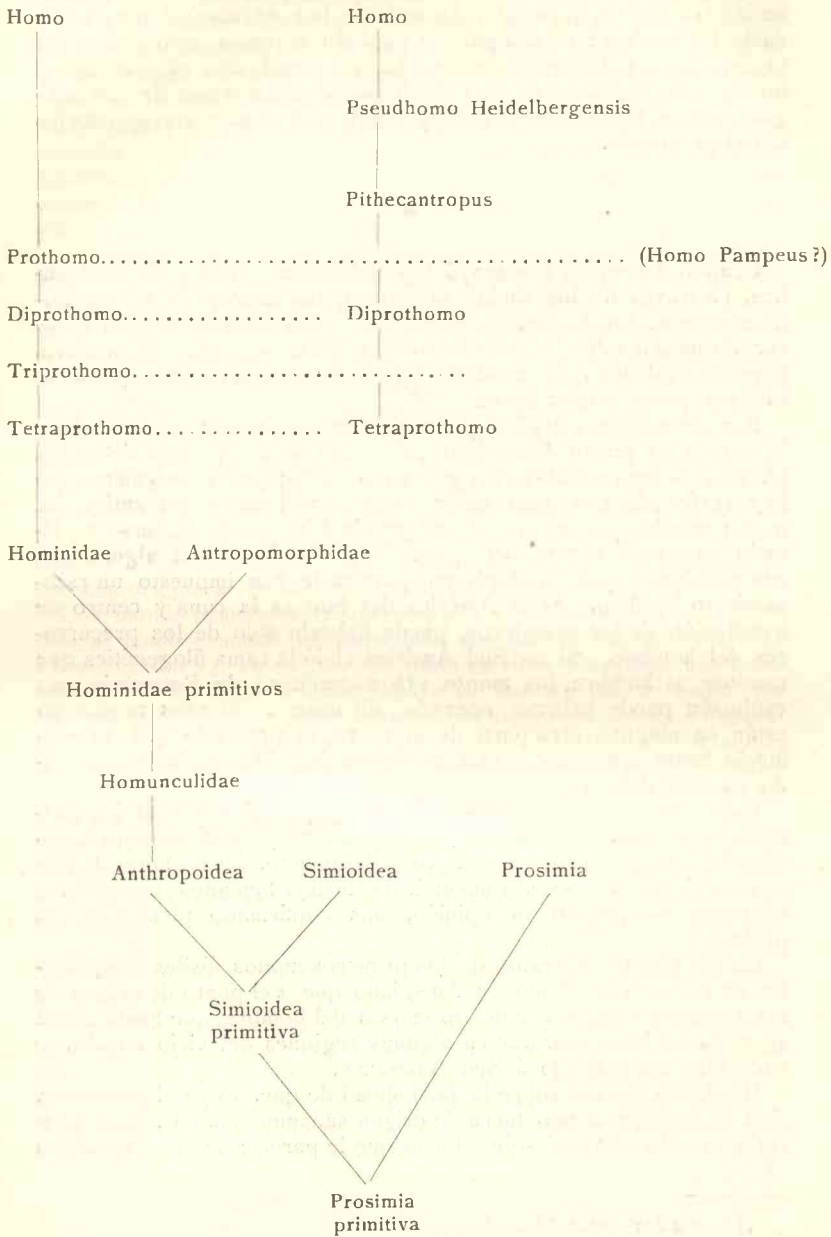 Homo Homo
Pseudhomo Heidelbergensis
Pithecantropus
Prothomo............................................... (Homo Pampeus?)
Diprothomo.................. Diprothomo
Triprothomo.............................
Tetraprothomo................ Tetraprothomo
Hominidae Antropomorphidae
Hominidae primitivos
Homunculidae
Anthropoidea Simioidea Prosimia
Simioidea
primitiva
Prosimia
primitiva